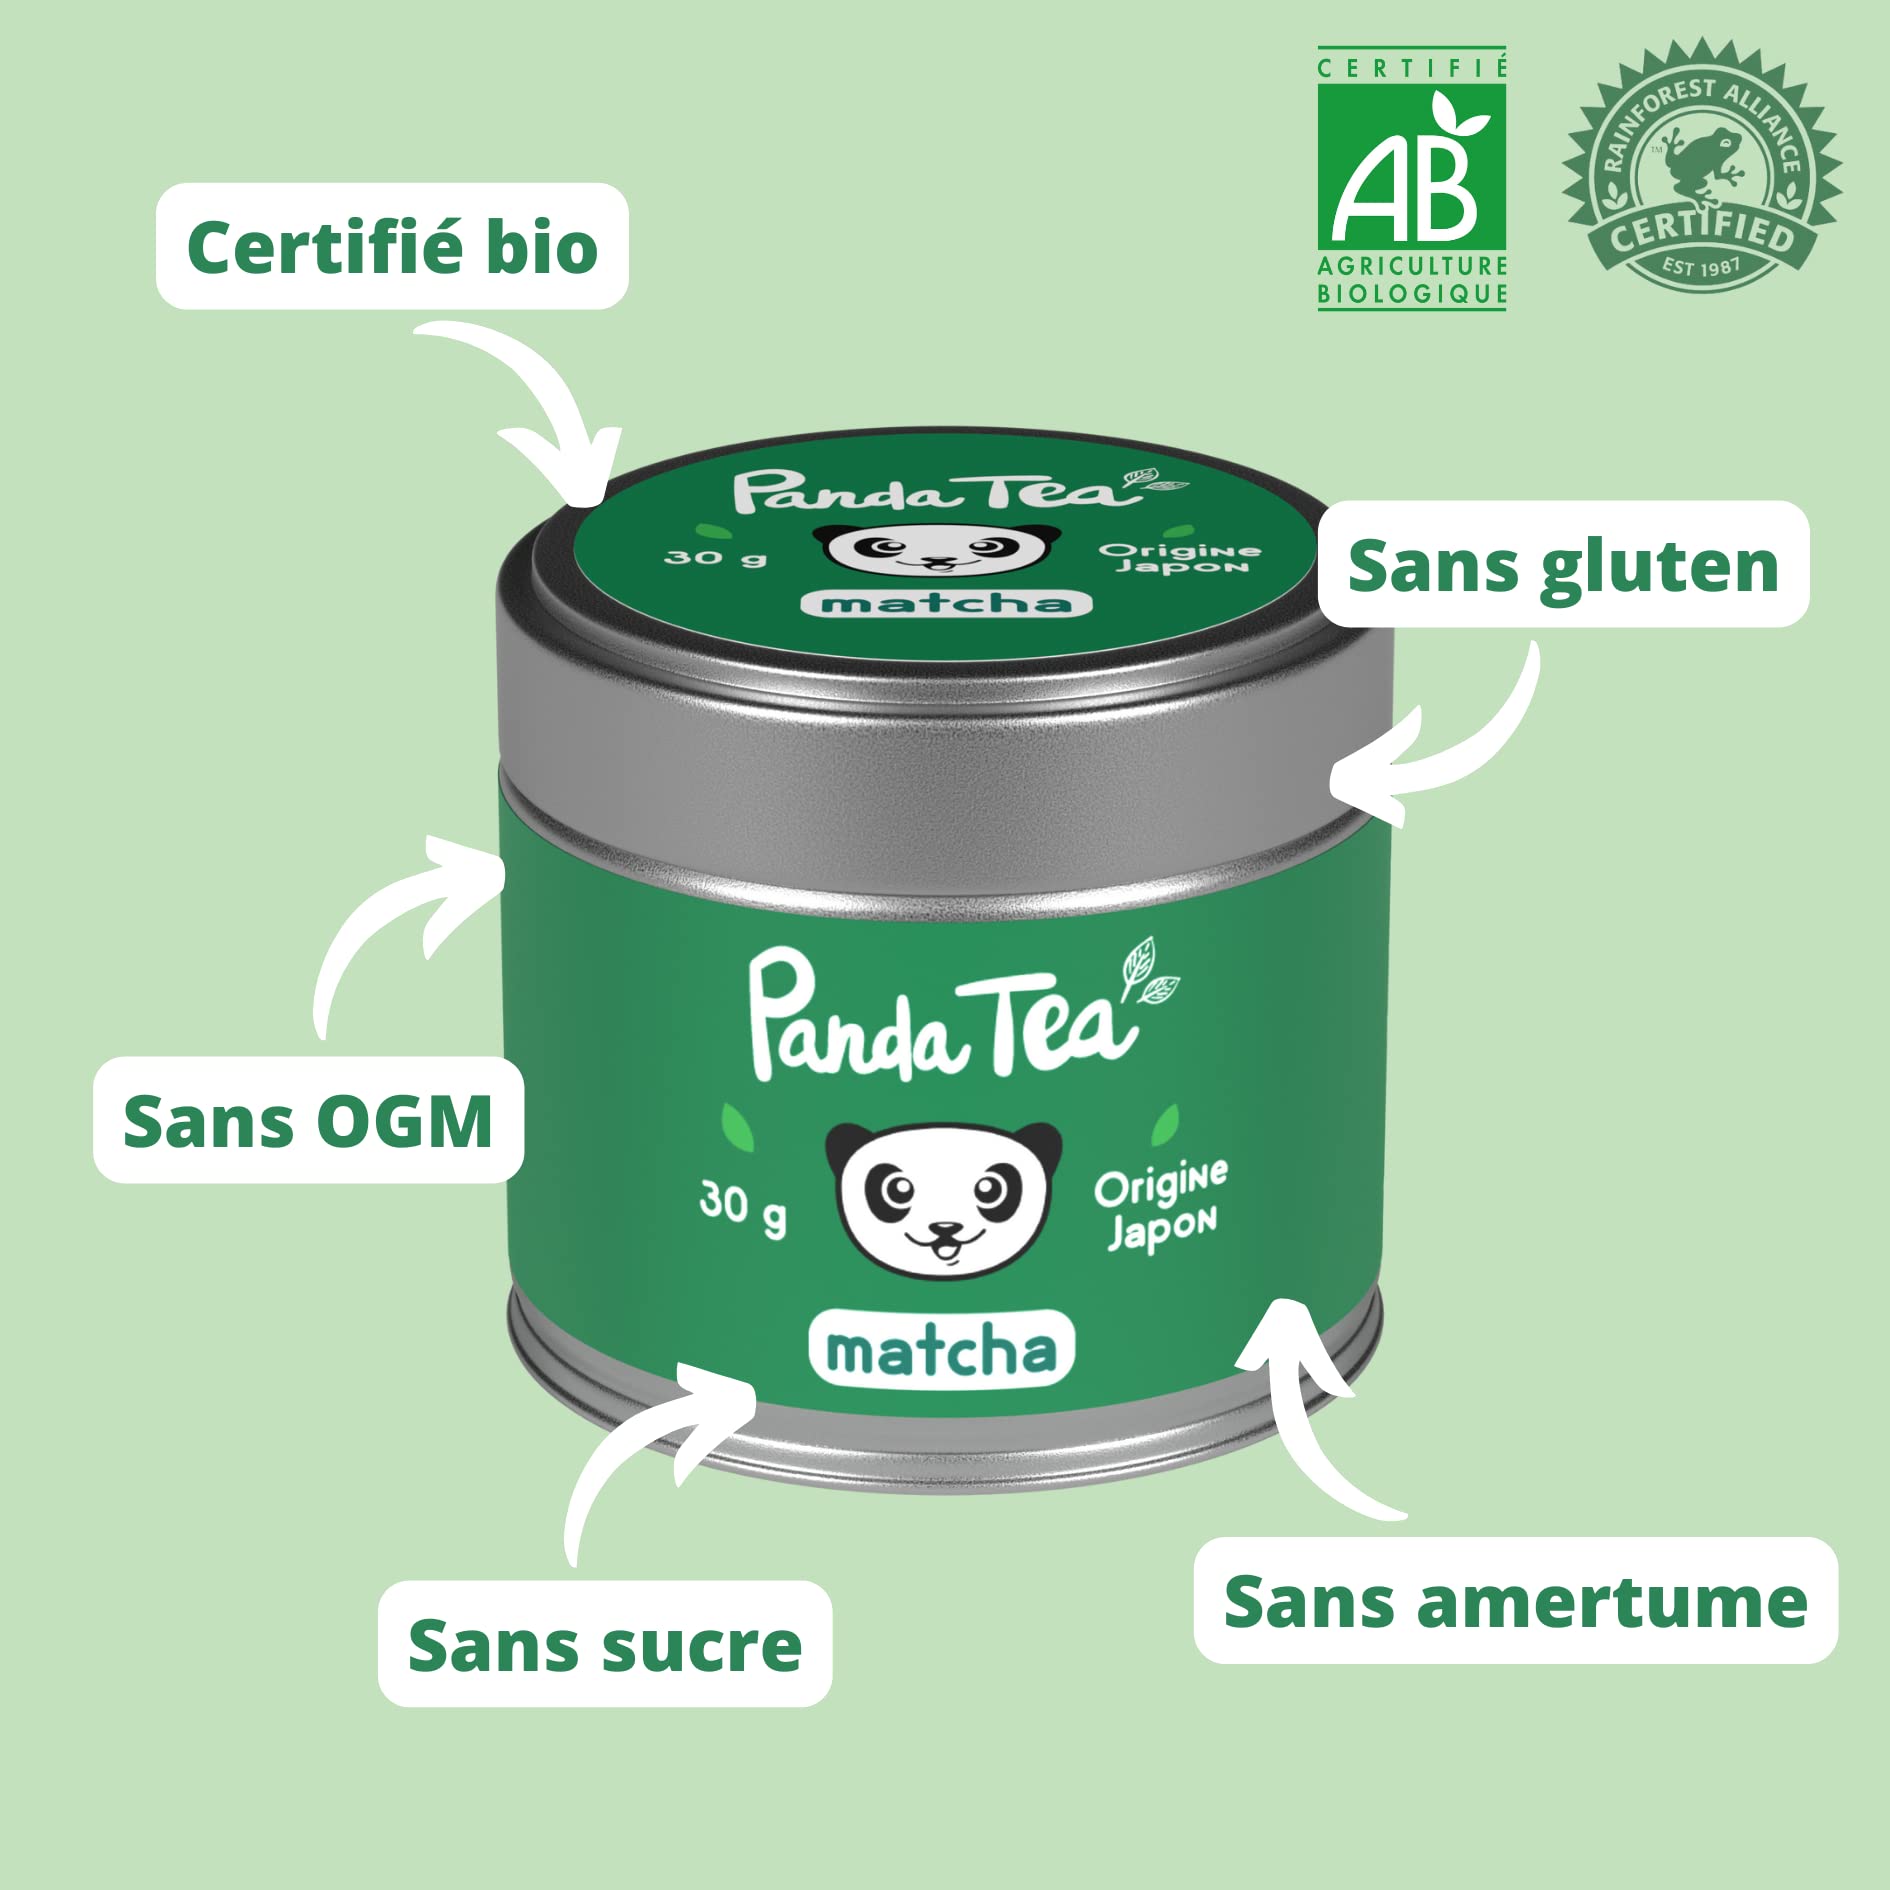 CERTIFIÉ
AB
AGRICULTURE
BIOLOGIQUE
RAINFOREST ALLIANCE
TM
CERTIFIED
EST 1987
Certifié bio
Panda Tea
30 g
Origine
Japon
matcha
Sans gluten
Panda Tea
30 g
Origine
Japon
matcha
Sans OGM
Sans sucre
Sans amertume